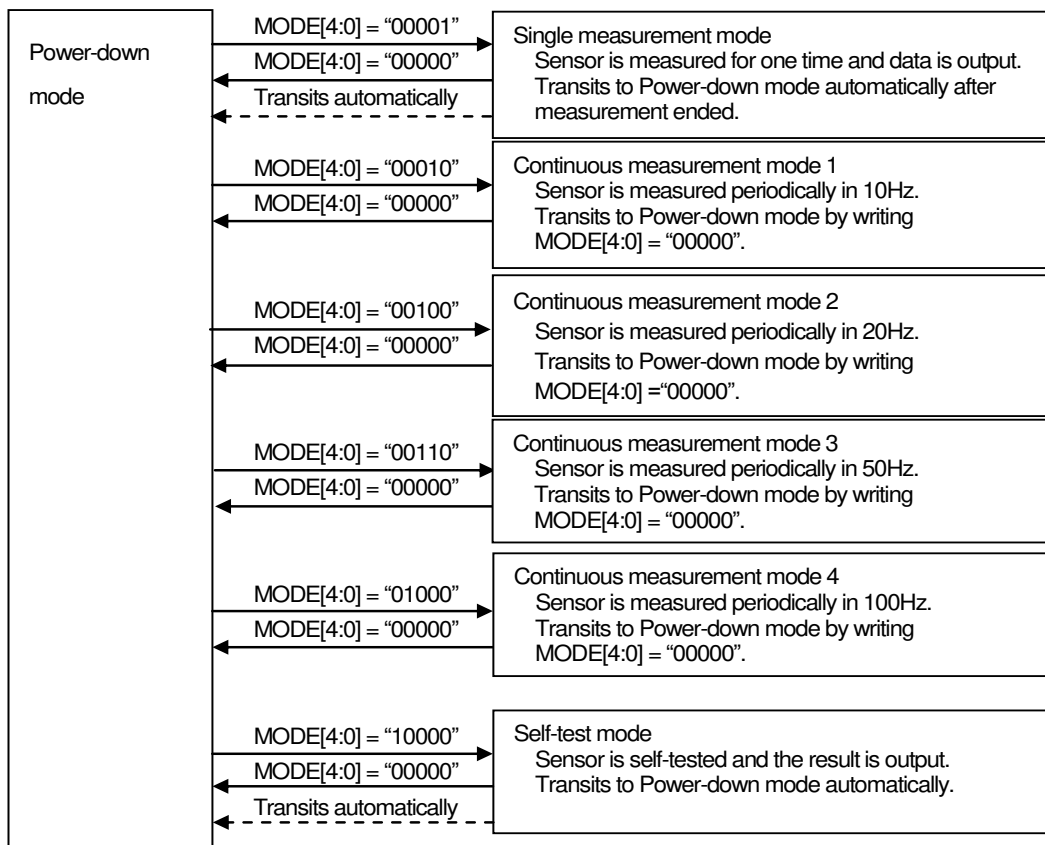 Power-down
mode
MODE[4:0] = “00001”
MODE[4:0] = “00000”
Transits automatically
Single measurement mode
Sensor is measured for one time and data is output.
Transits to Power-down mode automatically after
measurement ended.
MODE[4:0] = “00010”
MODE[4:0] = “00000”
Continuous measurement mode 1
Sensor is measured periodically in 10Hz.
Transits to Power-down mode by writing
MODE[4:0] = “00000”.
MODE[4:0] = “00100”
MODE[4:0] = “00000”
Continuous measurement mode 2
Sensor is measured periodically in 20Hz.
Transits to Power-down mode by writing
MODE[4:0] =“00000”.
MODE[4:0] = “00110”
MODE[4:0] = “00000”
Continuous measurement mode 3
Sensor is measured periodically in 50Hz.
Transits to Power-down mode by writing
MODE[4:0] = “00000”.
MODE[4:0] = “01000”
MODE[4:0] = “00000”
Continuous measurement mode 4
Sensor is measured periodically in 100Hz.
Transits to Power-down mode by writing
MODE[4:0] = “00000”.
MODE[4:0] = “10000”
MODE[4:0] = “00000”
Transits automatically
Self-test mode
Sensor is self-tested and the result is output.
Transits to Power-down mode automatically.